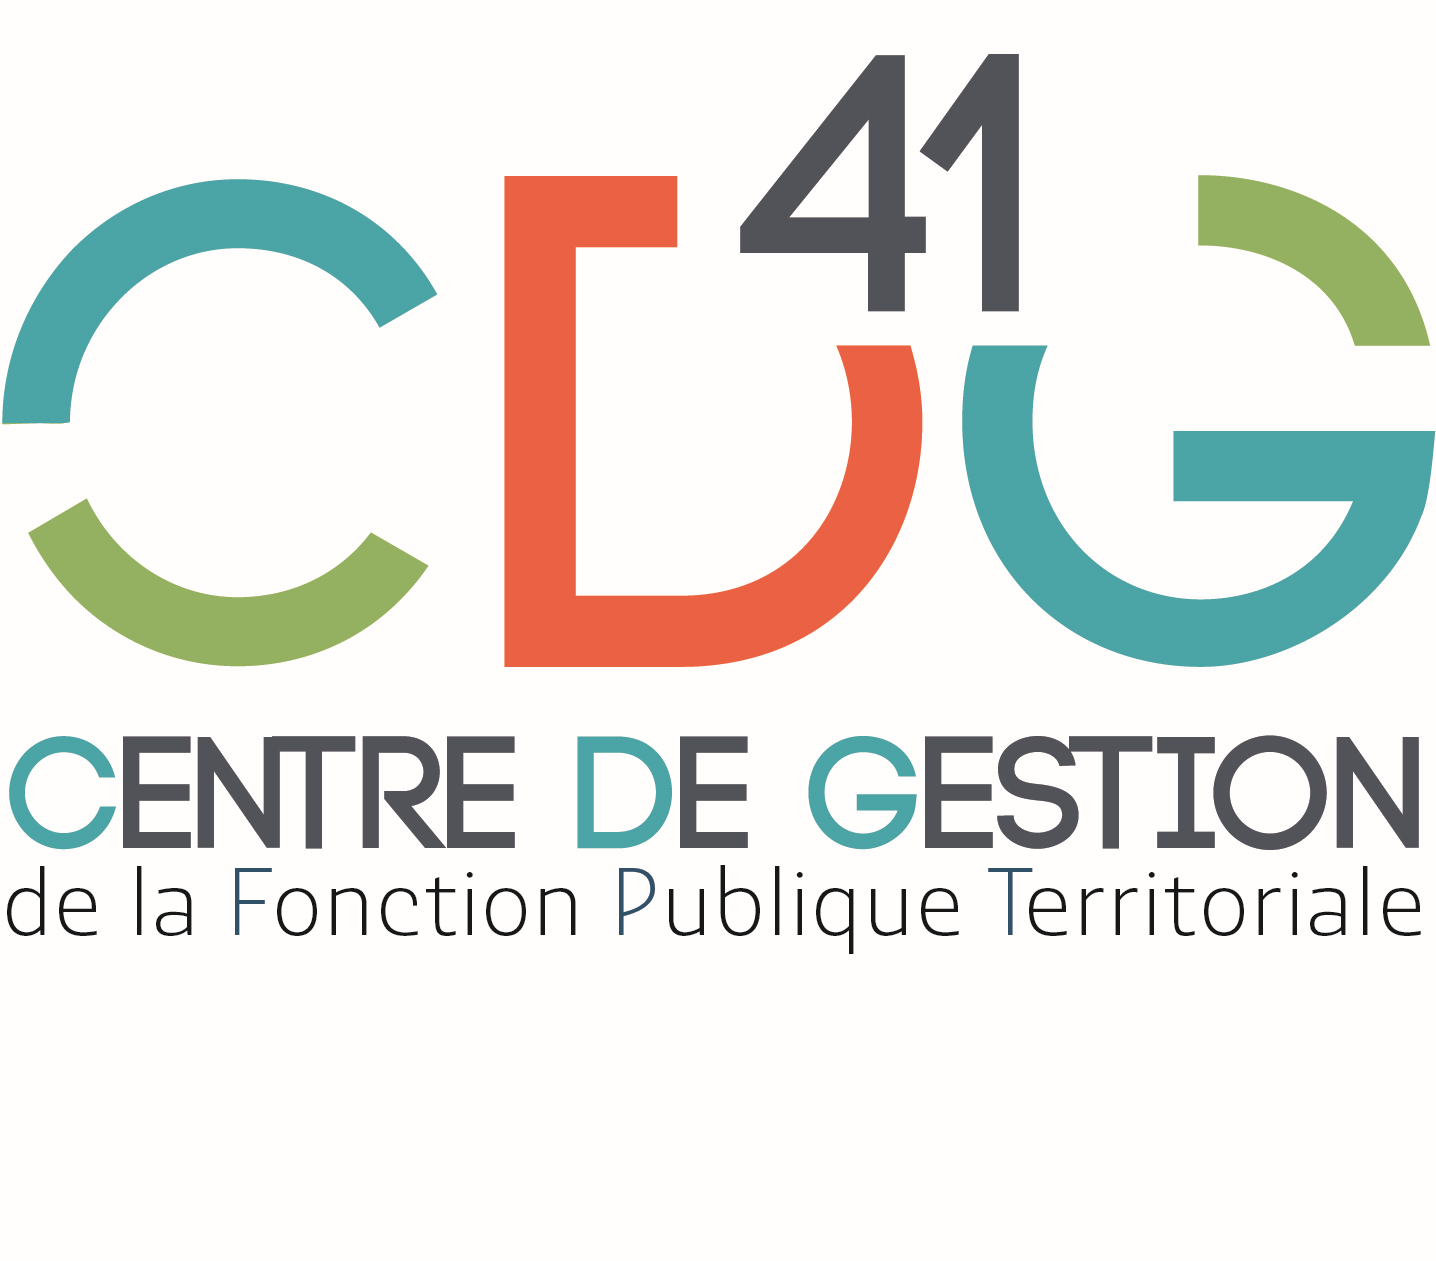 CDG 41
CENTRE DE GESTION
de la Fonction Publique Territoriale